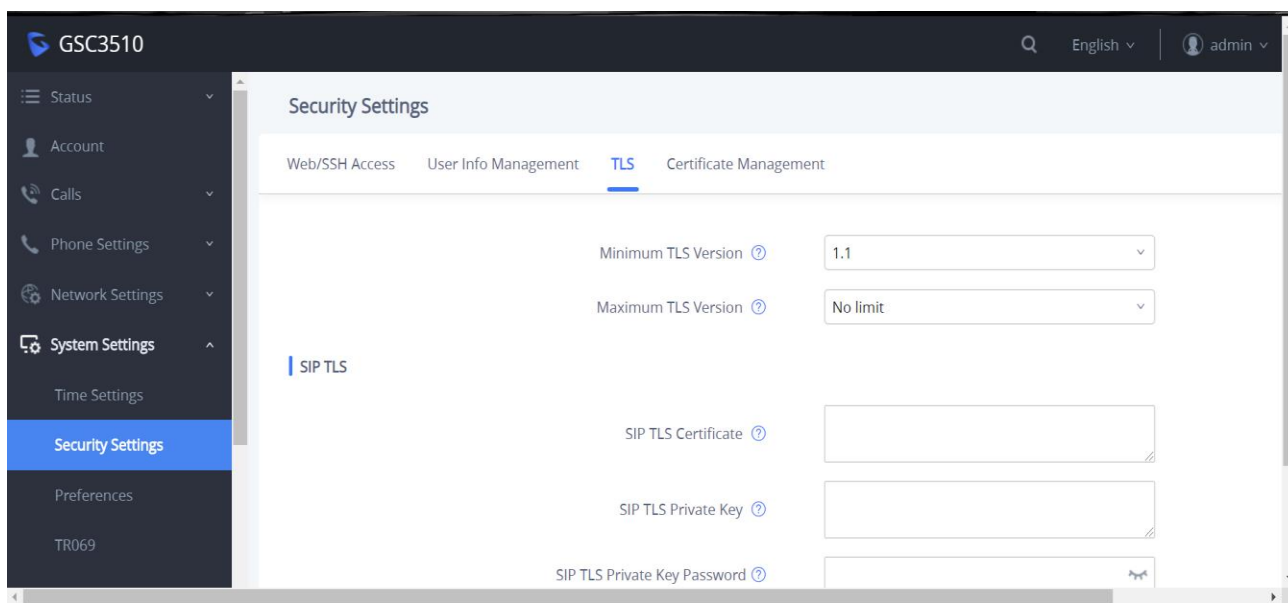 GSC3510
English
admin
Status
Account
Calls
Phone Settings
Network Settings
System Settings
Time Settings
Security Settings
Preferences
TR069
Security Settings
Web/SSH Access User Info Management TLS Certificate Management
Minimum TLS Version ? 1.1
Maximum TLS Version ? No limit
SIP TLS
SIP TLS Certificate ?
SIP TLS Private Key ?
SIP TLS Private Key Password ?